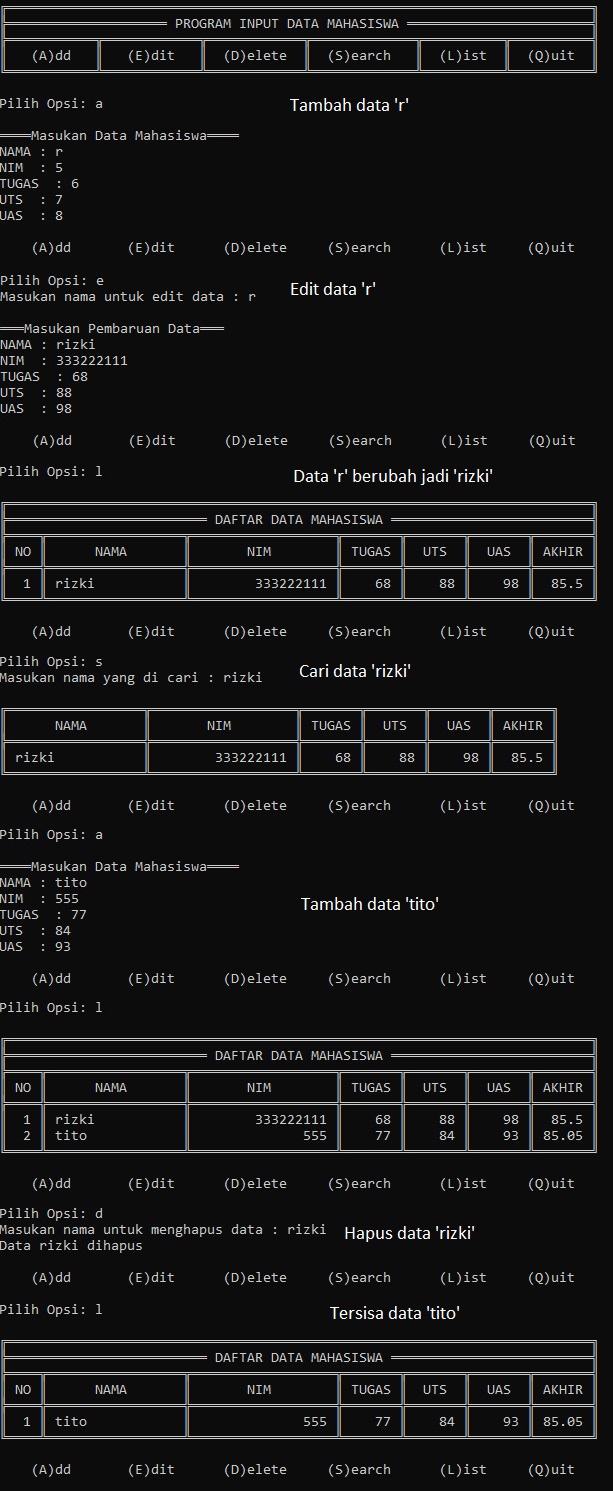 PROGRAM INPUT DATA MAHASISWA
(A)dd (E)dit (D)elete (S)earch (L)ist (Q)uit
Pilih Opsi: a Tambah data 'r'
Masukan Data Mahasiswa
NAMA : r
NIM : 5
TUGAS : 6
UTS : 7
UAS : 8
(A)dd (E)dit (D)elete (S)earch (L)ist (Q)uit
Pilih Opsi: e
Masukan nama untuk edit data : r Edit data 'r'
Masukan Pembaruan Data
NAMA : rizki
NIM : 333222111
TUGAS : 68
UTS : 88
UAS : 98
(A)dd (E)dit (D)elete (S)earch (L)ist (Q)uit
Pilih Opsi: l Data 'r' berubah jadi 'rizki'
DAFTAR DATA MAHASISWA
NO NAMA NIM TUGAS UTS UAS AKHIR
1 rizki 333222111 68 88 98 85.5
(A)dd (E)dit (D)elete (S)earch (L)ist (Q)uit
Pilih Opsi: s
Masukan nama yang di cari : rizki Cari data 'rizki'
NAMA NIM TUGAS UTS UAS AKHIR
rizki 333222111 68 88 98 85.5
(A)dd (E)dit (D)elete (S)earch (L)ist (Q)uit
Pilih Opsi: a
Masukan Data Mahasiswa
NAMA : tito
NIM : 555 Tambah data 'tito'
TUGAS : 77
UTS : 84
UAS : 93
(A)dd (E)dit (D)elete (S)earch (L)ist (Q)uit
Pilih Opsi: l
DAFTAR DATA MAHASISWA
NO NAMA NIM TUGAS UTS UAS AKHIR
1 rizki 333222111 68 88 98 85.5
2 tito 555 77 84 93 85.05
(A)dd (E)dit (D)elete (S)earch (L)ist (Q)uit
Pilih Opsi: d
Masukan nama untuk menghapus data : rizki Hapus data 'rizki'
Data rizki dihapus
(A)dd (E)dit (D)elete (S)earch (L)ist (Q)uit
Pilih Opsi: l Tersisa data 'tito'
DAFTAR DATA MAHASISWA
NO NAMA NIM TUGAS UTS UAS AKHIR
1 tito 555 77 84 93 85.05
(A)dd (E)dit (D)elete (S)earch (L)ist (Q)uit